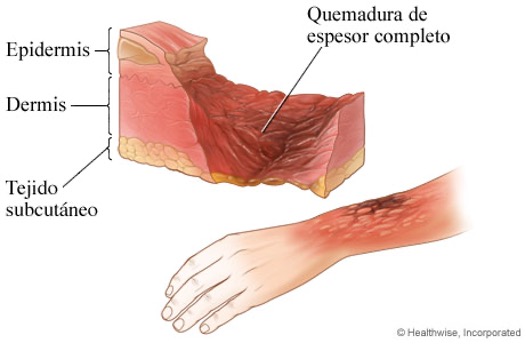 Quemadura de
espesor completo
Epidermis
Dermis
Tejido
subcutáneo
© Healthwise, Incorporated